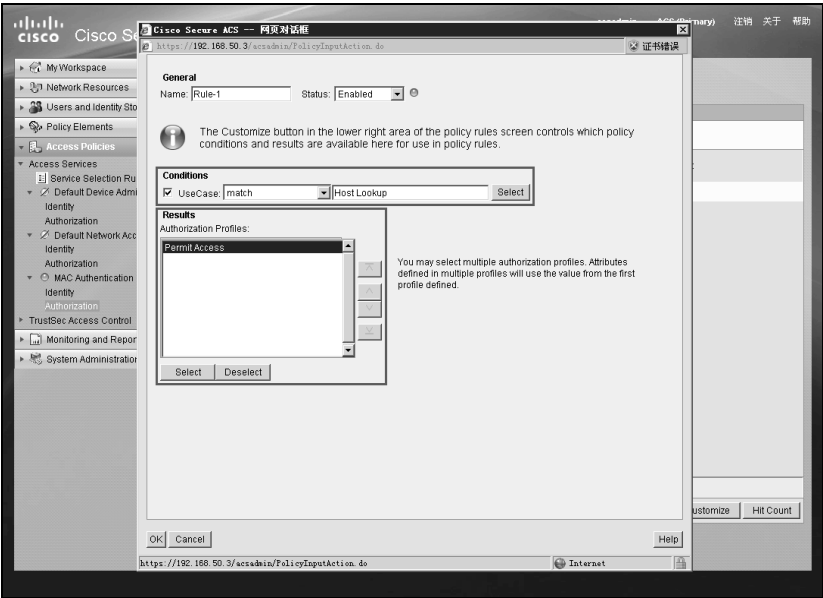 CISCO Cisco Se
(Primary) 注销 关于 帮助
Cisco Secure ACS -- 网页对话框
https://192.168.50.3/acsadmin/PolicyInputAction.do 证书错误
My Workspace
Network Resources
Users and Identity Sto
Policy Elements
Access Policies
Access Services
Service Selection Ru
Default Device Admi
Identity
Authorization
Default Network Acc
Identity
Authorization
MAC Authentication
Identity
Authorization
TrustSec Access Control
Monitoring and Repor
System Administration
General
Name: Rule-1 Status: Enabled
The Customize button in the lower right area of the policy rules screen controls which policy
conditions and results are available here for use in policy rules.
Conditions
UseCase: match Host Lookup Select
Results
Authorization Profiles:
Permit Access
You may select multiple authorization profiles. Attributes
defined in multiple profiles will use the value from the first
profile defined.
Select Deselect
ustomize Hit Count
OK Cancel Help
https://192.168.50.3/acsadmin/PolicyInputAction.do Internet